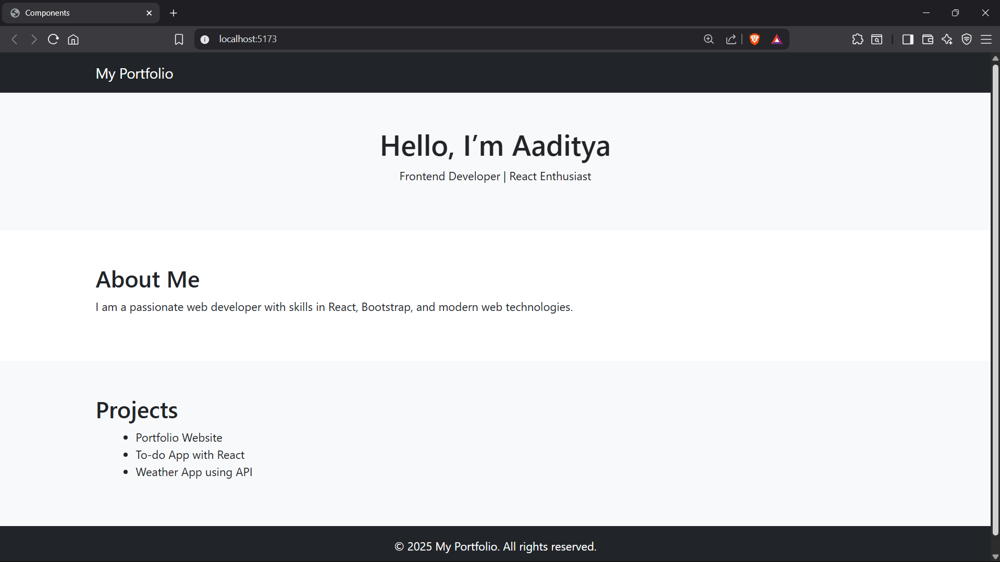 Components
localhost:5173
My Portfolio
Hello, I’m Aaditya
Frontend Developer | React Enthusiast
About Me
I am a passionate web developer with skills in React, Bootstrap, and modern web technologies.
Projects
• Portfolio Website
• To-do App with React
• Weather App using API
© 2025 My Portfolio. All rights reserved.